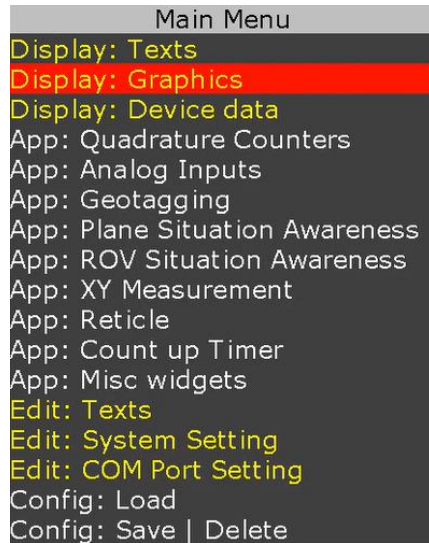 Main Menu
Display: Texts
Display: Graphics
Display: Device data
App: Quadrature Counters
App: Analog Inputs
App: Geotagging
App: Plane Situation Awareness
App: ROV Situation Awareness
App: XY Measurement
App: Reticle
App: Count up Timer
App: Misc widgets
Edit: Texts
Edit: System Setting
Edit: COM Port Setting
Config: Load
Config: Save | Delete